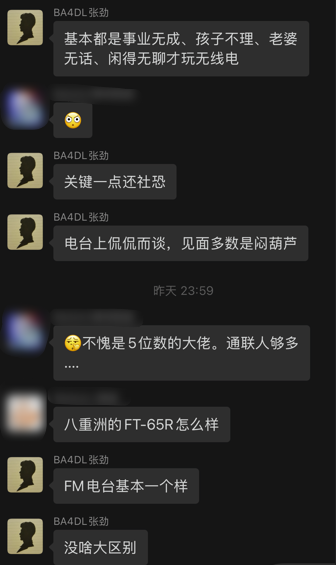 BA4DL张劲
基本都是事业无成、孩子不理、老婆
无话、闲得无聊才玩无线电
BA4DL张劲
关键一点还社恐
BA4DL张劲
电台上侃侃而谈，见面多数是闷葫芦
昨天 23:59
不愧是5位数的大佬。通联人够多
....
八重洲的FT-65R怎么样
BA4DL张劲
FM电台基本一个样
BA4DL张劲
没啥大区别